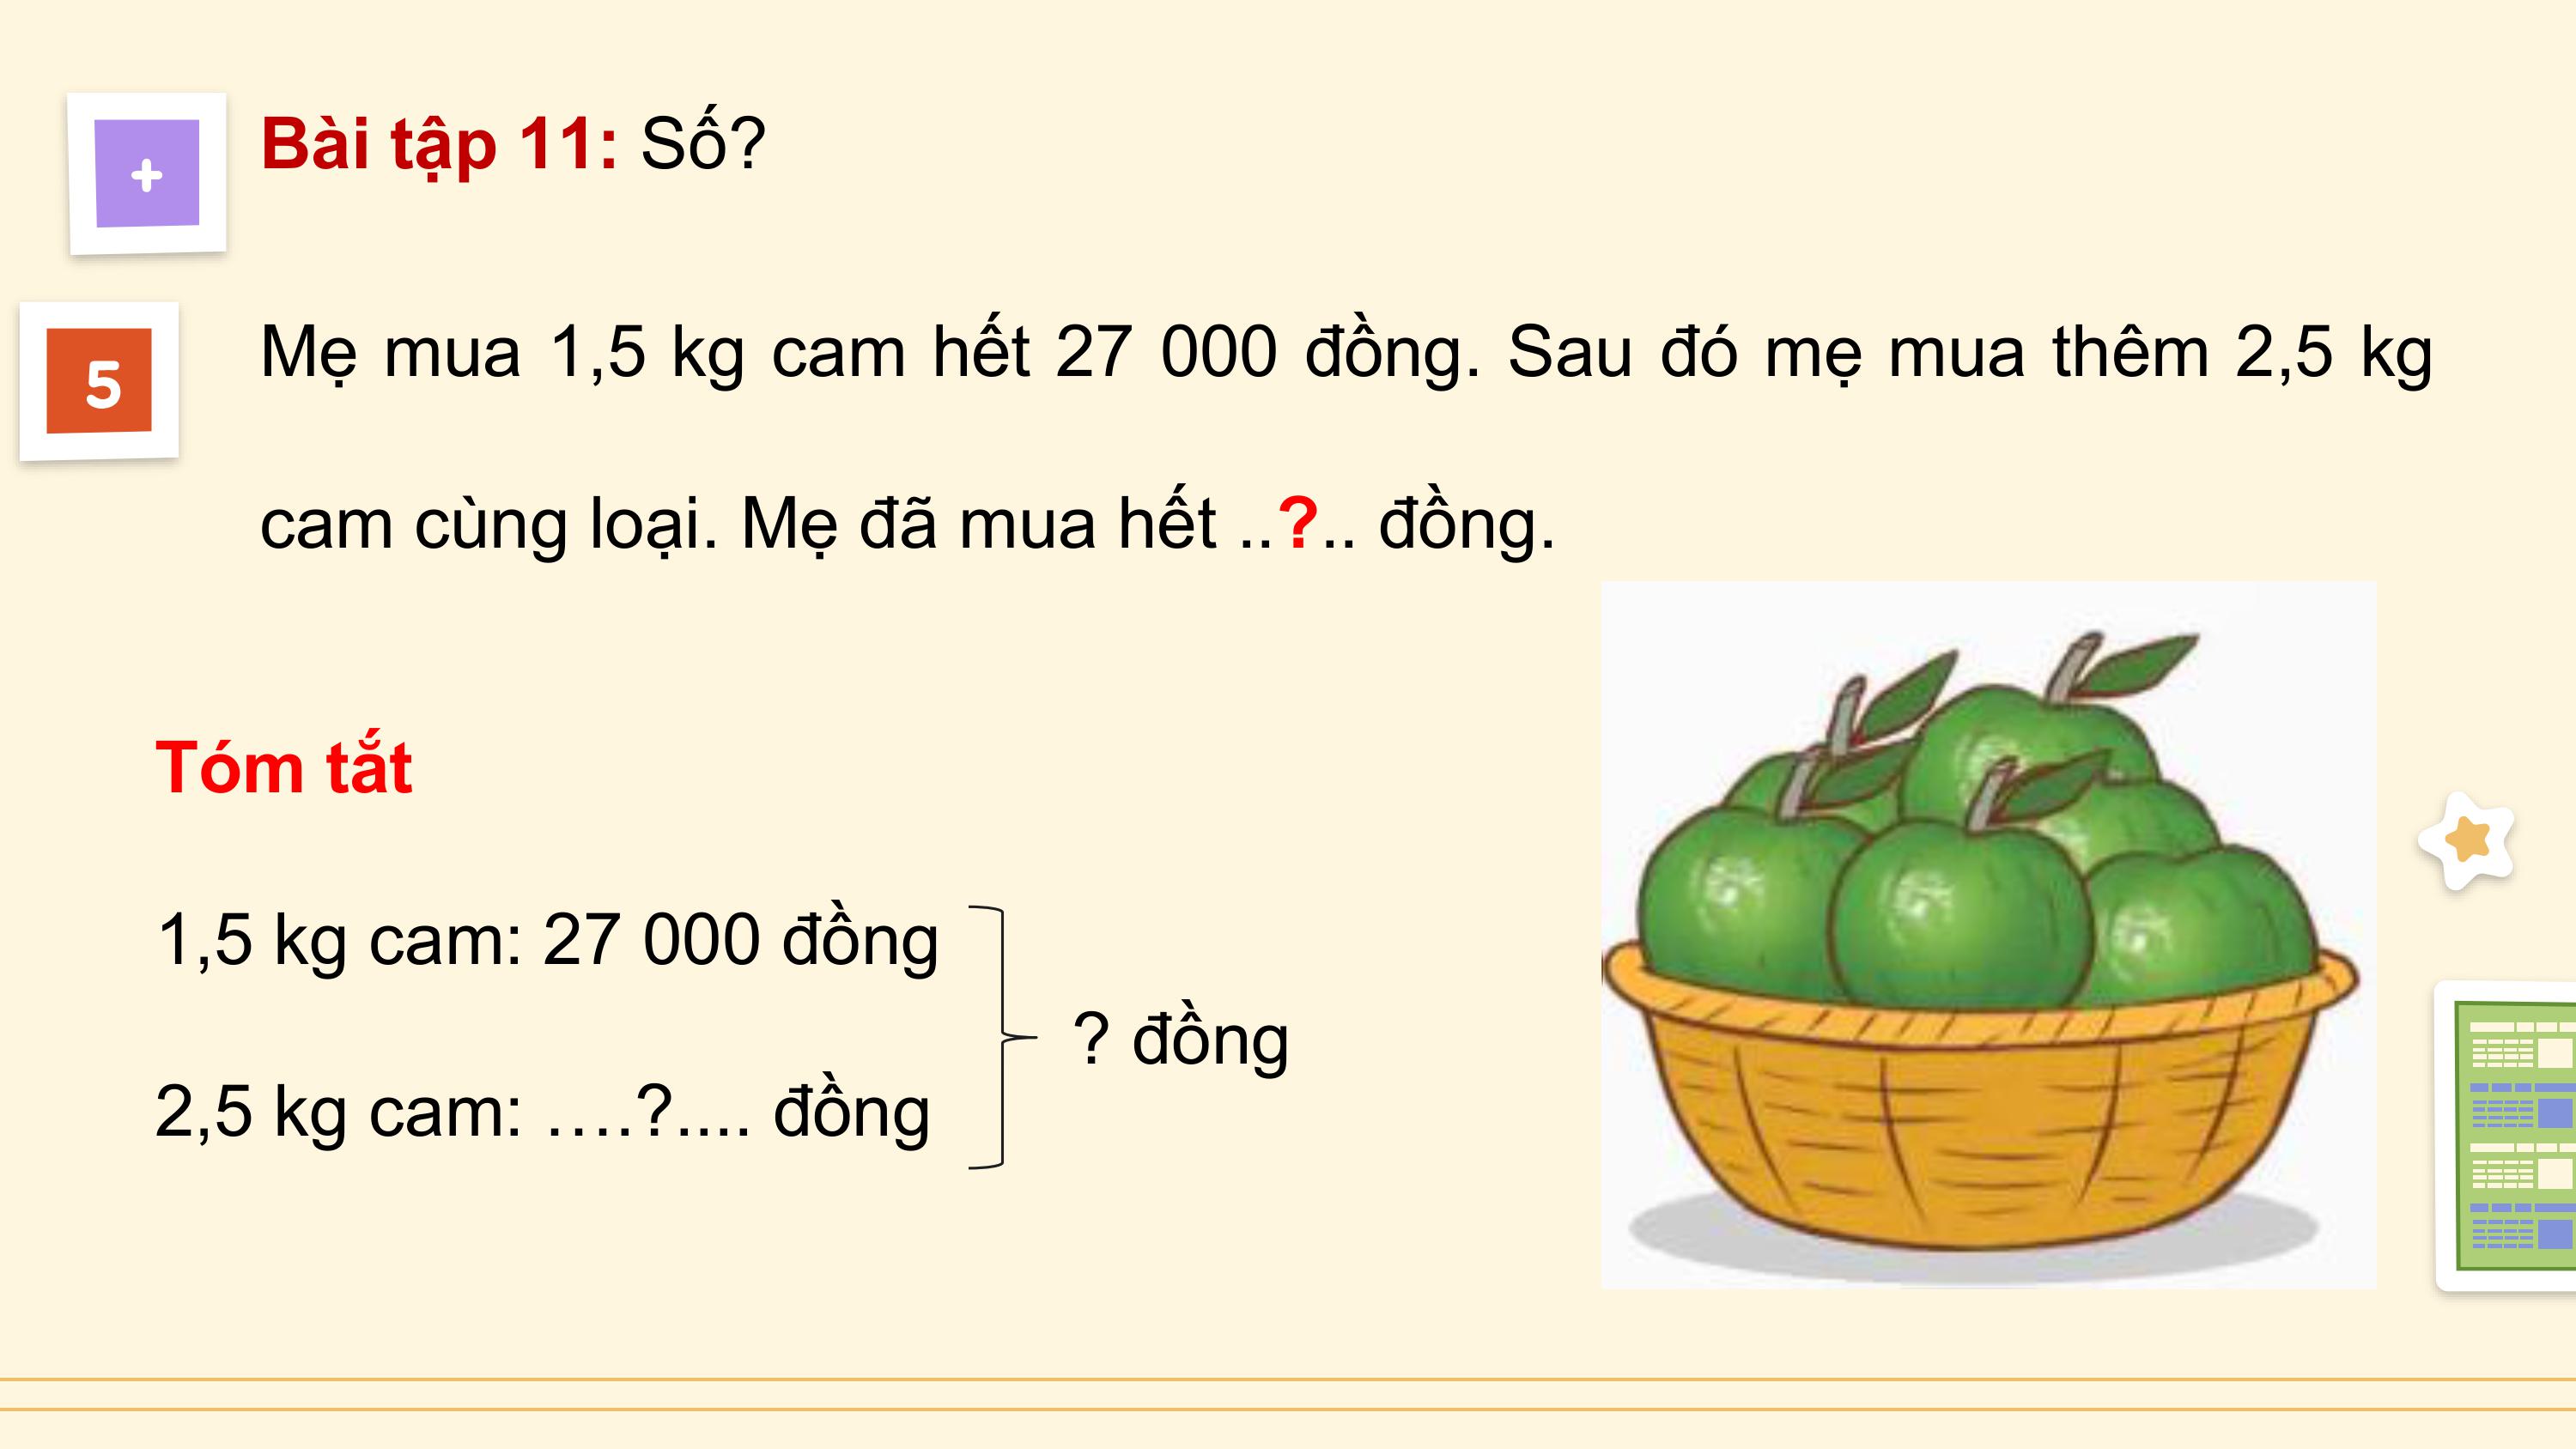 +
Bài tập 11: Số?
5
Mẹ mua 1,5 kg cam hết 27 000 đồng. Sau đó mẹ mua thêm 2,5 kg
cam cùng loại. Mẹ đã mua hết ..?.. đồng.
Tóm tắt
1,5 kg cam: 27 000 đồng
? đồng
2,5 kg cam: ….?.... đồng